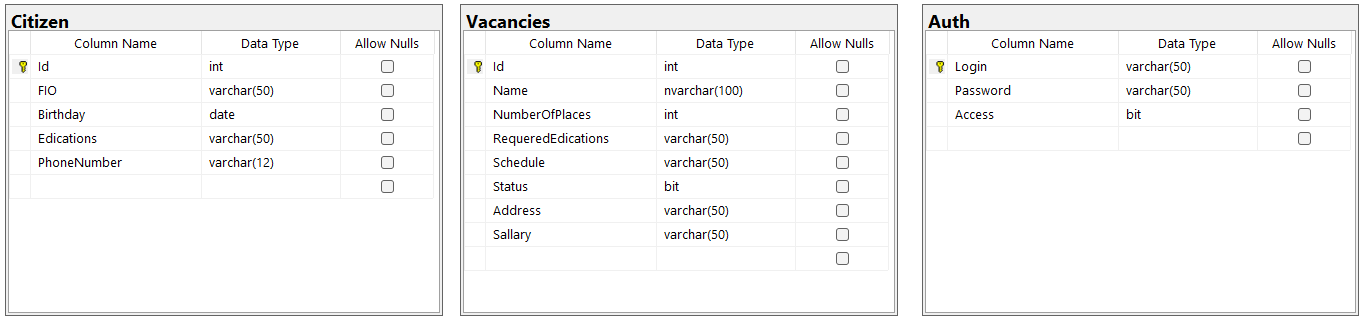 Citizen
Column Name Data Type Allow Nulls
Id int
FIO varchar(50)
Birthday date
Edications varchar(50)
PhoneNumber varchar(12)
Vacancies
Column Name Data Type Allow Nulls
Id int
Name nvarchar(100)
NumberOfPlaces int
RequeredEdications varchar(50)
Schedule varchar(50)
Status bit
Address varchar(50)
Sallary varchar(50)
Auth
Column Name Data Type Allow Nulls
Login varchar(50)
Password varchar(50)
Access bit